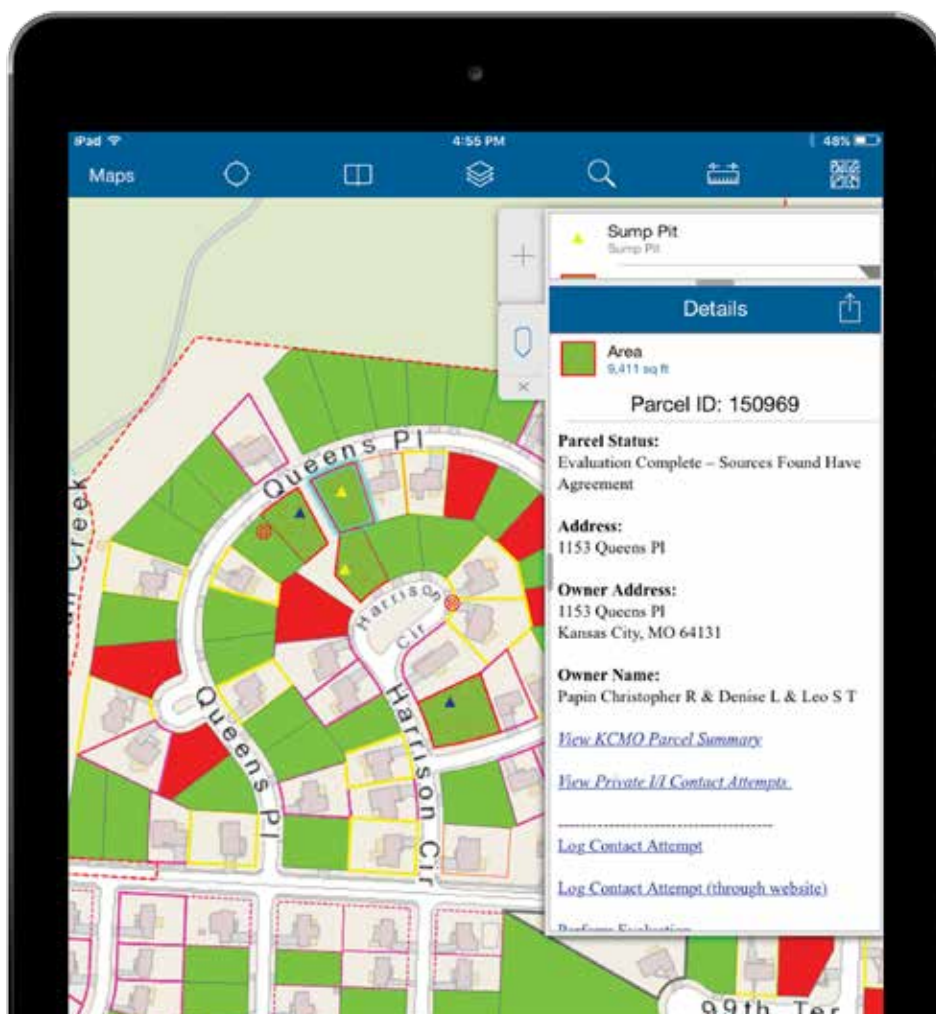 iPad
4:55 PM
48%
Maps
Sump Pit
Sump Pit
Details
Area
9,411 sq ft
Parcel ID: 150969
Parcel Status:
Evaluation Complete – Sources Found Have
Agreement
Address:
1153 Queens Pl
Owner Address:
1153 Queens Pl
Kansas City, MO 64131
Owner Name:
Papin Christopher R & Denise L & Leo S T
View KCMO Parcel Summary
View Private I/I Contact Attempts
----------------------------------------
Log Contact Attempt
Log Contact Attempt (through website)
Perform Evaluation
Queens Pl
Creek
Harrison
Cir
Queens Pl
Harrison Cir
99th Ter